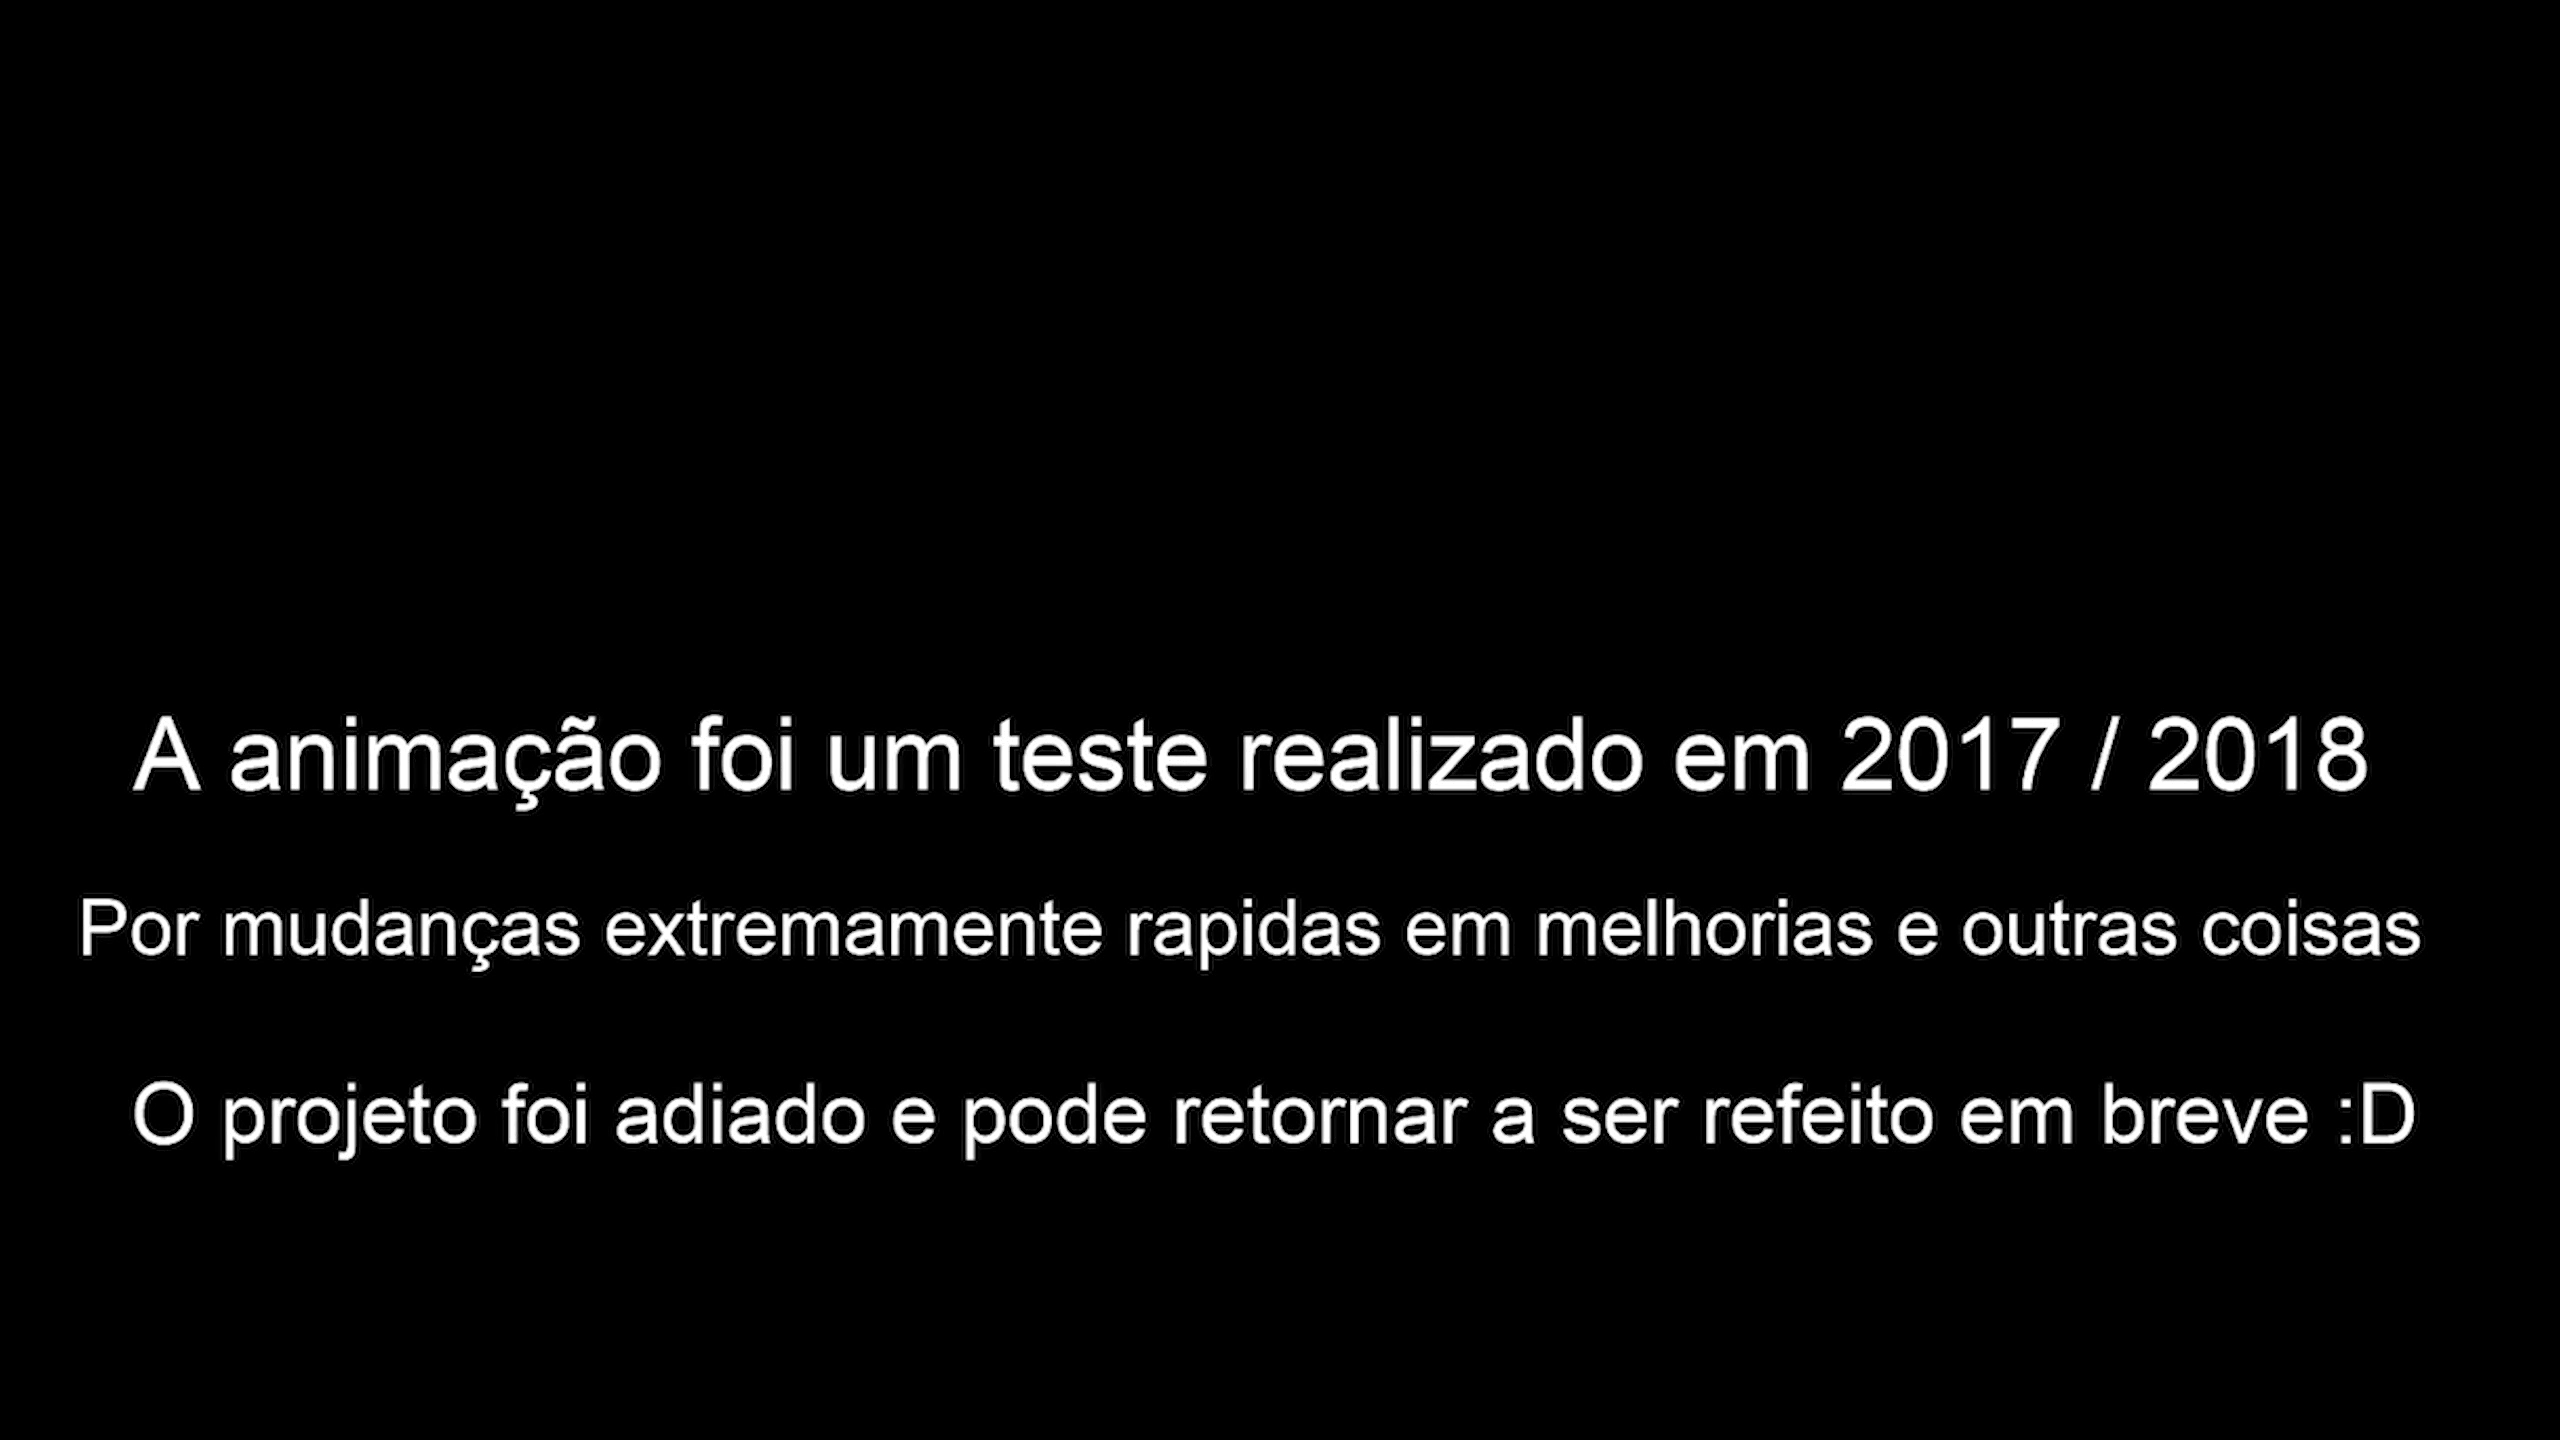 A animação foi um teste realizado em 2017 / 2018
Por mudanças extremamente rapidas em melhorias e outras coisas
O projeto foi adiado e pode retornar a ser refeito em breve :D